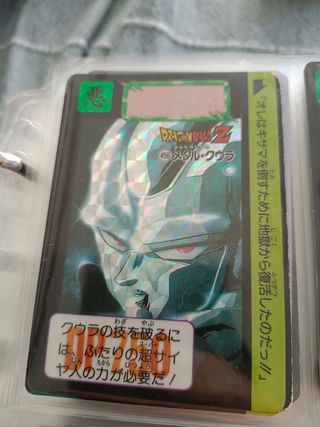 悪
DRAGONBALL Z
456 メタル・クウラ
「オレはキサマを倒すために地獄から復活したのだっ!!」
クウラの技を破るに
は、ふたりの超サイ
ヤ人の力が必要だ!